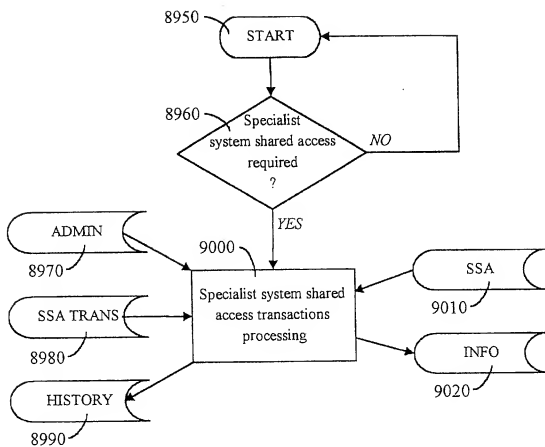 8950
START
8960
Specialist
system shared access
required
?
NO
YES
ADMIN
8970
9000
SSA
9010
Specialist system shared
access transactions
processing
SSA TRANS
8980
INFO
9020
HISTORY
8990